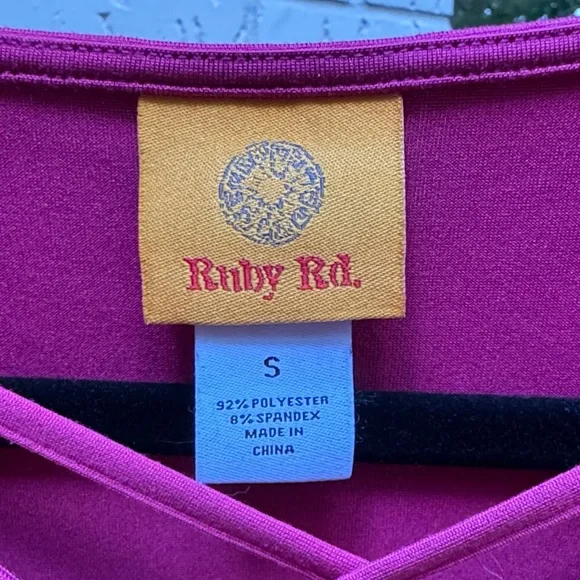 Ruby Rd.
S
92% POLYESTER
8% SPANDEX
MADE IN
CHINA